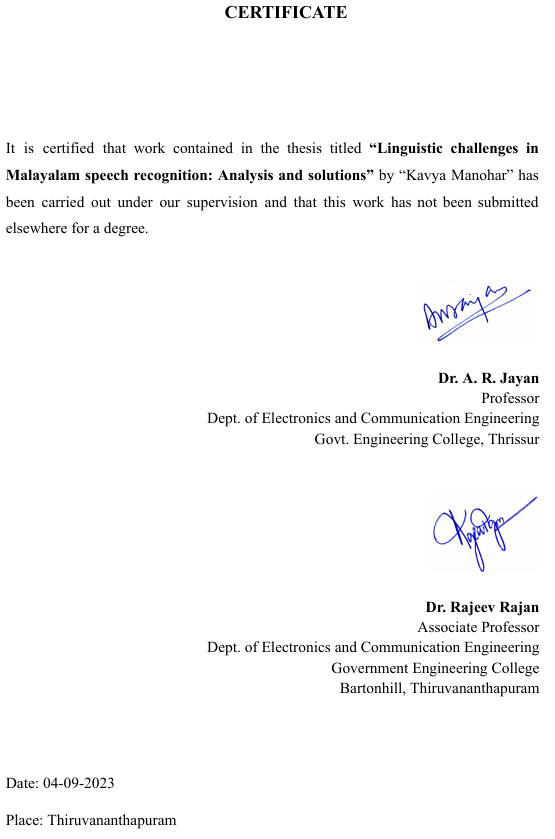 CERTIFICATE
It is certified that work contained in the thesis titled “Linguistic challenges in
Malayalam speech recognition: Analysis and solutions” by “Kavya Manohar” has
been carried out under our supervision and that this work has not been submitted
elsewhere for a degree.
Dr. A. R. Jayan
Professor
Dept. of Electronics and Communication Engineering
Govt. Engineering College, Thrissur
Dr. Rajeev Rajan
Associate Professor
Dept. of Electronics and Communication Engineering
Government Engineering College
Bartonhill, Thiruvananthapuram
Date: 04-09-2023
Place: Thiruvananthapuram